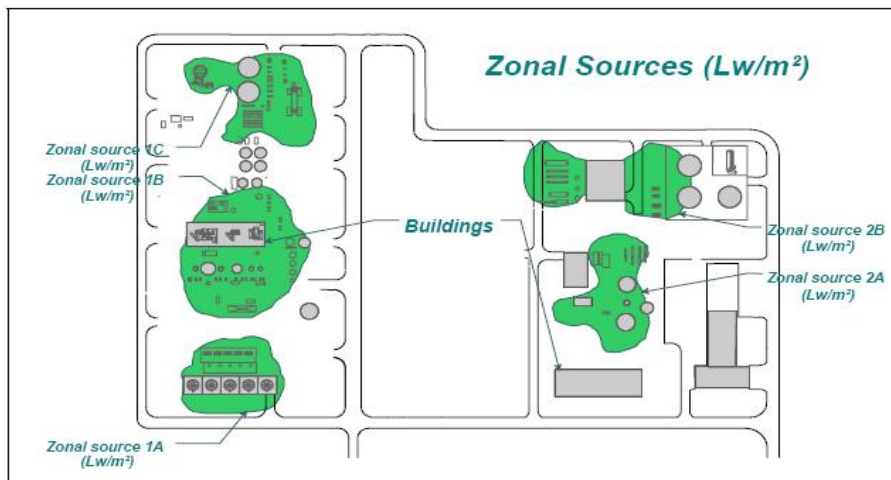 Zonal Sources (Lw/m²)
Zonal source 1C
(Lw/m²)
Zonal source 1B
(Lw/m²)
Buildings
Zonal source 2B
(Lw/m²)
Zonal source 2A
(Lw/m²)
Zonal source 1A
(Lw/m²)